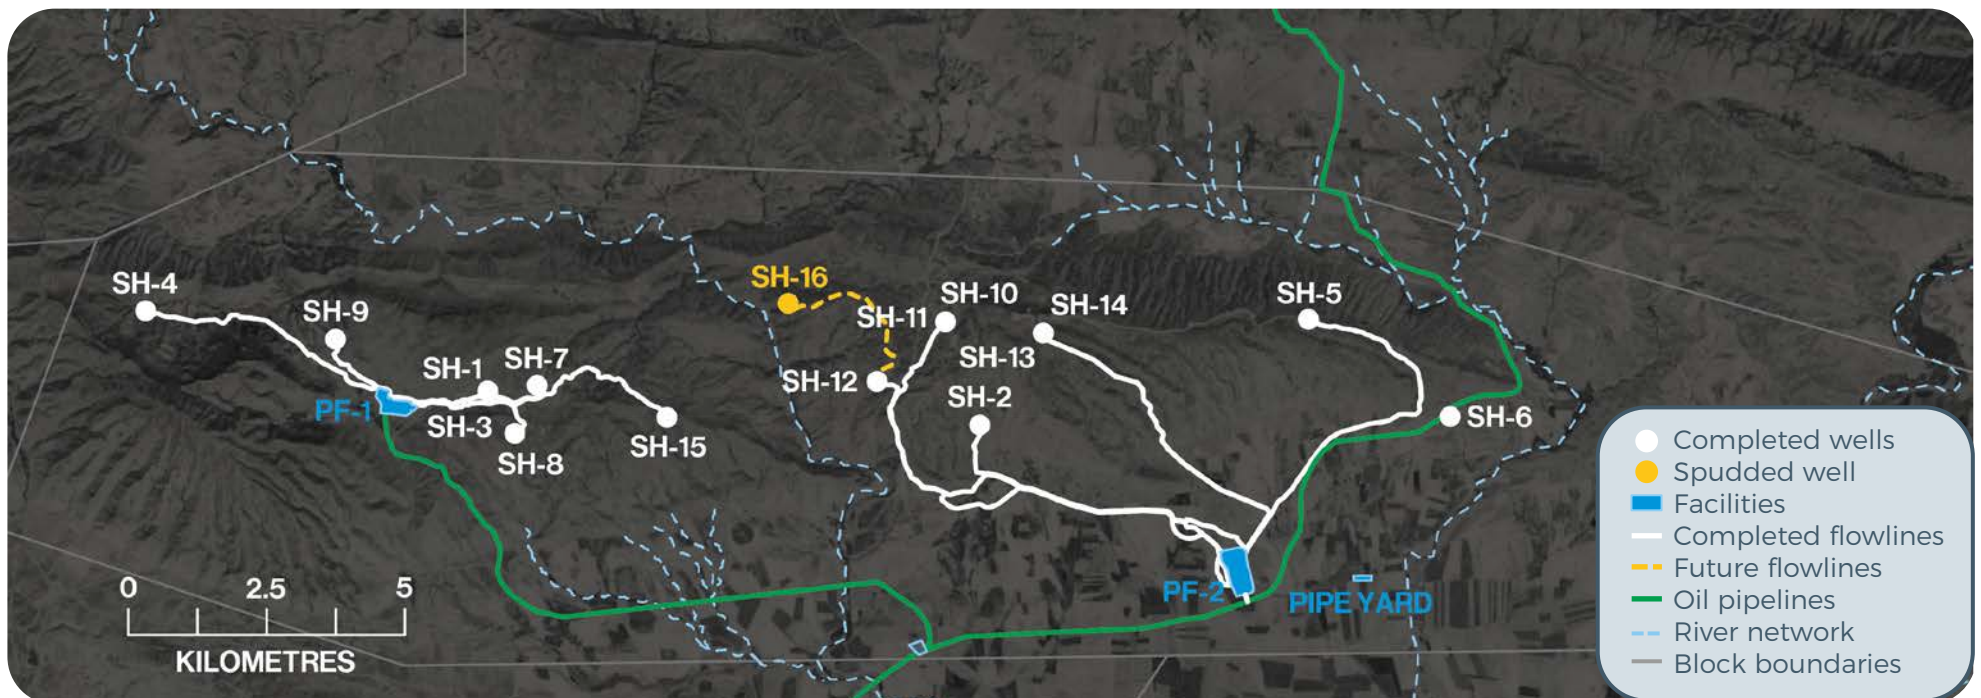 SH-4
SH-9
SH-1
SH-7
PF-1
SH-3
SH-8
SH-15
SH-16
SH-11
SH-10
SH-14
SH-5
SH-13
SH-12
SH-2
SH-6
PF-2
PIPE YARD
0 2.5 5
KILOMETRES
Completed wells
Spudded well
Facilities
Completed flowlines
Future flowlines
Oil pipelines
River network
Block boundaries